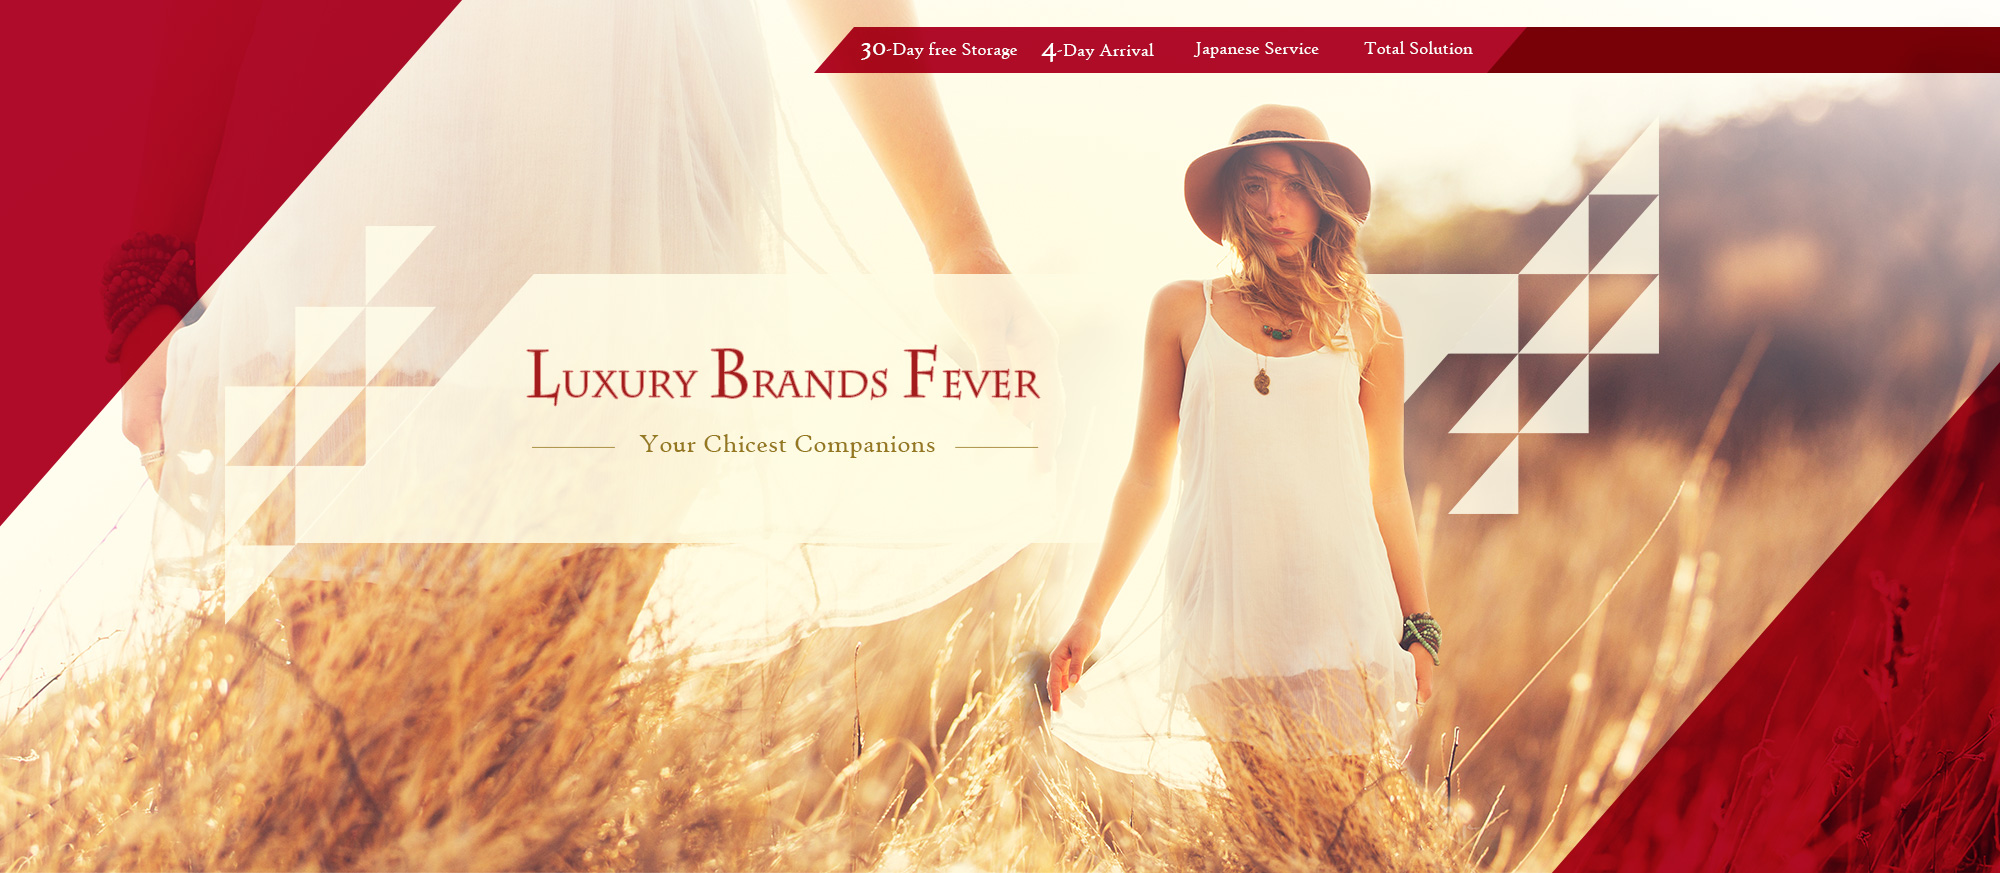 30-Day free Storage 4-Day Arrival Japanese Service Total Solution
Luxury Brands Fever
Your Chicest Companions